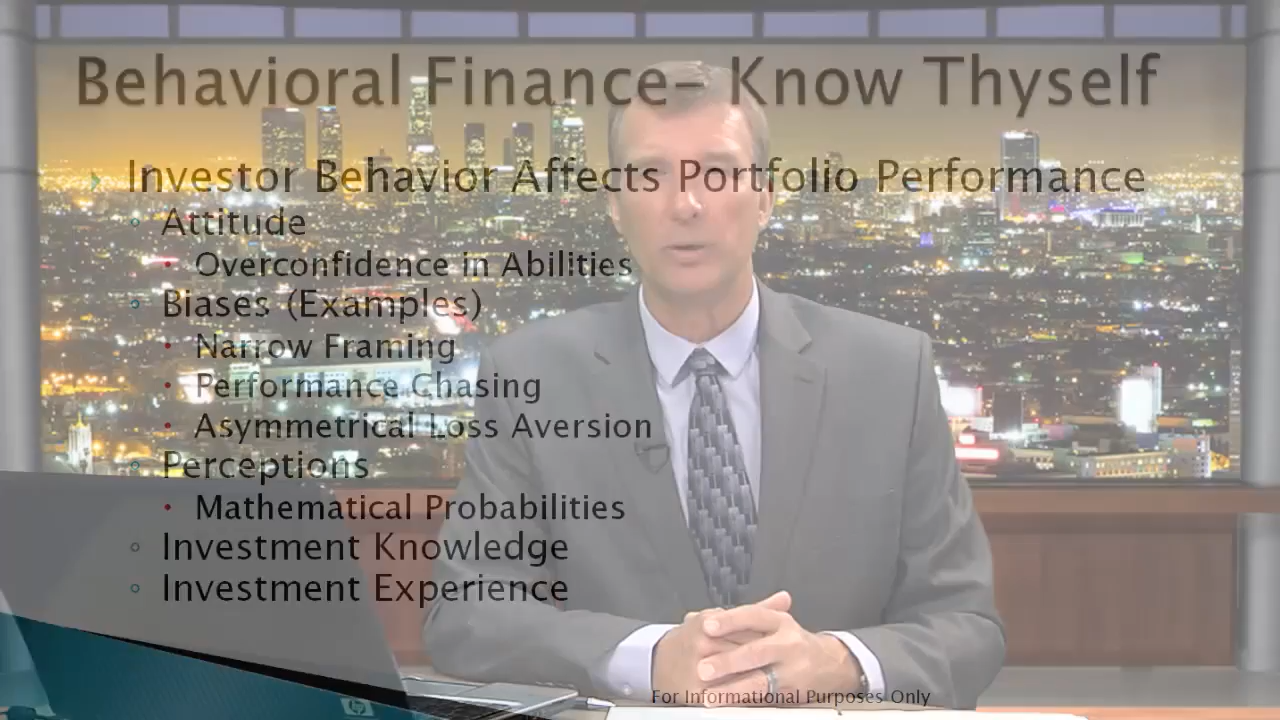 Behavioral Finance- Know Thyself
Investor Behavior Affects Portfolio Performance
Attitude
Overconfidence in Abilities
Biases (Examples)
Narrow Framing
Performance Chasing
Asymmetrical Loss Aversion
Perceptions
Mathematical Probabilities
Investment Knowledge
Investment Experience
For Informational Purposes Only
hp